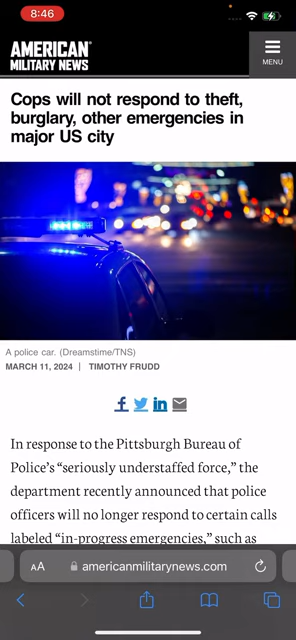 8:46
AMERICAN®
MILITARY NEWS
MENU
Cops will not respond to theft,
burglary, other emergencies in
major US city
A police car. (Dreamstime/TNS)
MARCH 11, 2024 | TIMOTHY FRUDD
In response to the Pittsburgh Bureau of
Police’s “seriously understaffed force,” the
department recently announced that police
officers will no longer respond to certain calls
labeled “in-progress emergencies,” such as
AA americanmilitarynews.com